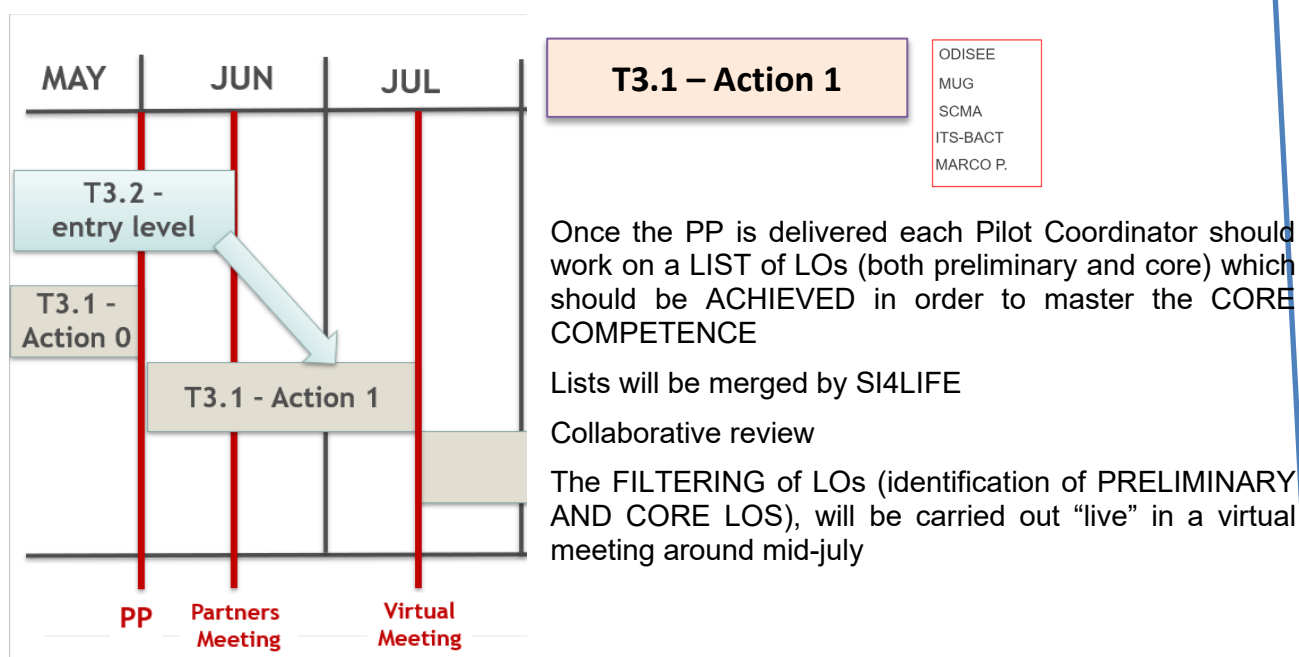 MAY
JUN
JUL
T3.2 -
entry level
T3.1 -
Action 0
T3.1 - Action 1
PP
Partners
Meeting
Virtual
Meeting
T3.1 – Action 1
ODISEE
MUG
SCMA
ITS-BACT
MARCO P.
Once the PP is delivered each Pilot Coordinator should
work on a LIST of LOs (both preliminary and core) which
should be ACHIEVED in order to master the CORE
COMPETENCE
Lists will be merged by SI4LIFE
Collaborative review
The FILTERING of LOs (identification of PRELIMINARY
AND CORE LOS), will be carried out “live” in a virtual
meeting around mid-july